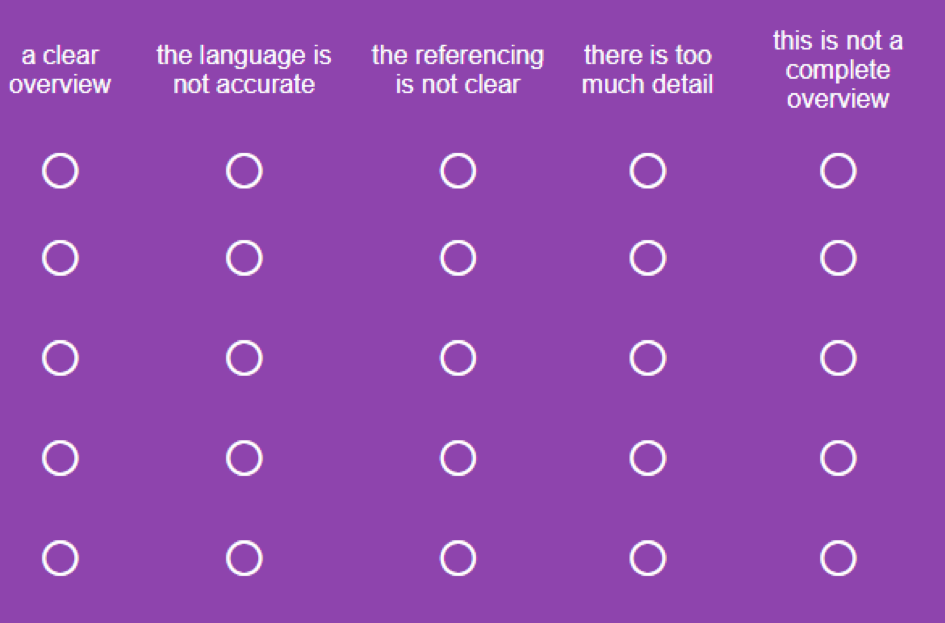 a clear
overview
the language is
not accurate
the referencing
is not clear
there is too
much detail
this is not a
complete
overview